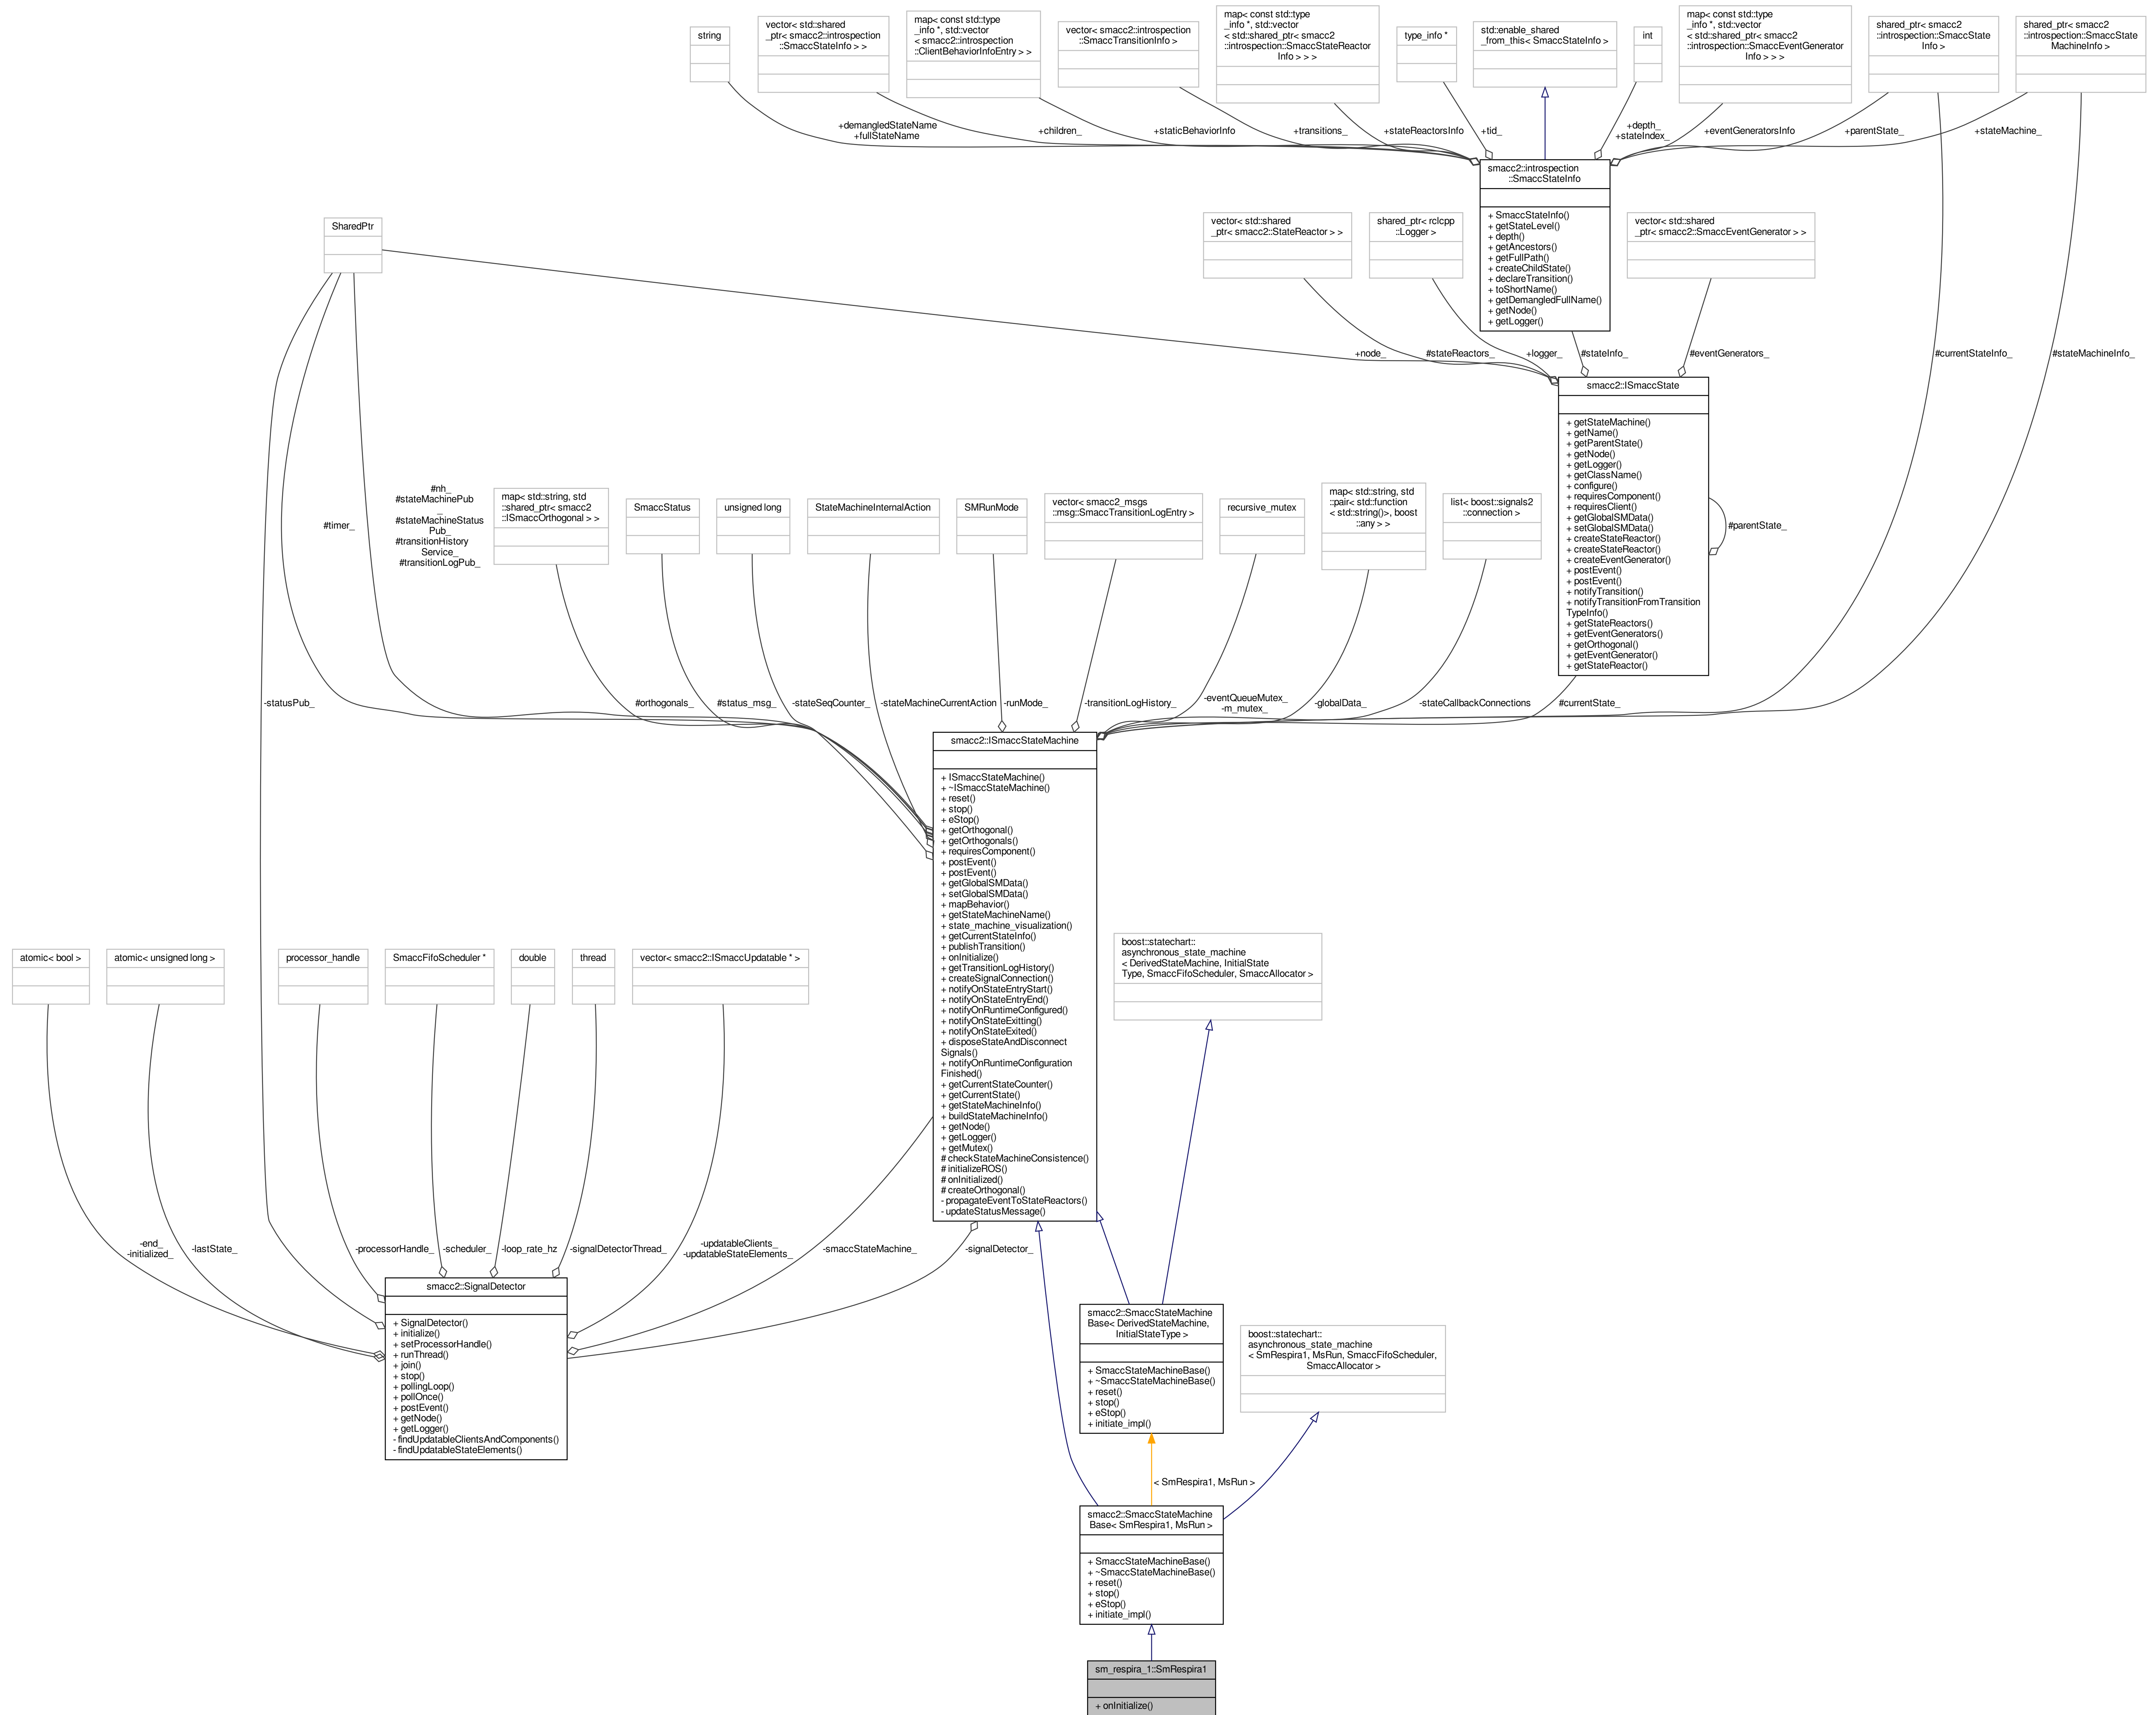 string
vector< std::shared
_ptr< smacc2::introspection
::SmaccStateInfo > >
map< const std::type
_info *, std::vector
< smacc2::introspection
::ClientBehaviorInfoEntry > >
vector< smacc2::introspection
::SmaccTransitionInfo >
map< const std::type
_info *, std::vector
< std::shared_ptr< smacc2
::introspection::SmaccStateReactor
Info > > >
type_info *
std::enable_shared
_from_this< SmaccStateInfo >
int
map< const std::type
_info *, std::vector
< std::shared_ptr< smacc2
::introspection::SmaccEventGenerator
Info > > >
shared_ptr< smacc2
::introspection::SmaccState
Info >
shared_ptr< smacc2
::introspection::SmaccState
MachineInfo >
+demangledStateName
+fullStateName
+children_
+staticBehaviorInfo
+transitions_
+stateReactorsInfo
+tid_
+depth_
+stateIndex_
+eventGeneratorsInfo
+parentState_
+stateMachine_
smacc2::introspection
::SmaccStateInfo
+ SmaccStateInfo()
+ getStateLevel()
+ depth()
+ getAncestors()
+ getFullPath()
+ createChildState()
+ declareTransition()
+ toShortName()
+ getDemangledFullName()
+ getNode()
+ getLogger()
SharedPtr
vector< std::shared
_ptr< smacc2::StateReactor > >
shared_ptr< rclcpp
::Logger >
vector< std::shared
_ptr< smacc2::SmaccEventGenerator > >
+node_
#stateReactors_
+logger_
#stateInfo_
#eventGenerators_
#currentStateInfo_
#stateMachineInfo_
smacc2::ISmaccState
+ getStateMachine()
+ getName()
+ getParentState()
+ getNode()
+ getLogger()
+ getClassName()
+ configure()
+ requiresComponent()
+ requiresClient()
+ getGlobalSMData()
+ setGlobalSMData()
+ createStateReactor()
+ createStateReactor()
+ createEventGenerator()
+ postEvent()
+ postEvent()
+ notifyTransition()
+ notifyTransitionFromTransition
TypeInfo()
+ getStateReactors()
+ getEventGenerators()
+ getOrthogonal()
+ getEventGenerator()
+ getStateReactor()
#parentState_
#timer_
#nh_
#stateMachinePub
_
#stateMachineStatus
Pub_
#transitionHistory
Service_
#transitionLogPub_
map< std::string, std
::shared_ptr< smacc2
::ISmaccOrthogonal > >
SmaccStatus
unsigned long
StateMachineInternalAction
SMRunMode
vector< smacc2_msgs
::msg::SmaccTransitionLogEntry >
recursive_mutex
map< std::string, std
::pair< std::function
< std::string()>, boost
::any > >
list< boost::signals2
::connection >
-statusPub_
#orthogonals_
#status_msg_
-stateSeqCounter_
-stateMachineCurrentAction
-runMode_
-transitionLogHistory_
-eventQueueMutex_
-m_mutex_
-globalData_
-stateCallbackConnections
#currentState_
smacc2::ISmaccStateMachine
+ ISmaccStateMachine()
+ ~ISmaccStateMachine()
+ reset()
+ stop()
+ eStop()
+ getOrthogonal()
+ getOrthogonals()
+ requiresComponent()
+ postEvent()
+ postEvent()
+ getGlobalSMData()
+ setGlobalSMData()
+ mapBehavior()
+ getStateMachineName()
+ state_machine_visualization()
+ getCurrentStateInfo()
+ publishTransition()
+ onInitialize()
+ getTransitionLogHistory()
+ createSignalConnection()
+ notifyOnStateEntryStart()
+ notifyOnStateEntryEnd()
+ notifyOnRuntimeConfigured()
+ notifyOnStateExitting()
+ notifyOnStateExited()
+ disposeStateAndDisconnect
Signals()
+ notifyOnRuntimeConfiguration
Finished()
+ getCurrentStateCounter()
+ getCurrentState()
+ getStateMachineInfo()
+ buildStateMachineInfo()
+ getNode()
+ getLogger()
+ getMutex()
# checkStateMachineConsistence()
# initializeROS()
# onInitialized()
# createOrthogonal()
- propagateEventToStateReactors()
- updateStatusMessage()
atomic< bool >
atomic< unsigned long >
processor_handle
SmaccFifoScheduler *
double
thread
vector< smacc2::ISmaccUpdatable * >
boost::statechart::
asynchronous_state_machine
< DerivedStateMachine, InitialState
Type, SmaccFifoScheduler, SmaccAllocator >
-end_
-initialized_
-lastState_
-processorHandle_
-scheduler_
-loop_rate_hz
-signalDetectorThread_
-updatableClients_
-updatableStateElements_
-smaccStateMachine_
-signalDetector_
smacc2::SignalDetector
+ SignalDetector()
+ initialize()
+ setProcessorHandle()
+ runThread()
+ join()
+ stop()
+ pollingLoop()
+ pollOnce()
+ postEvent()
+ getNode()
+ getLogger()
- findUpdatableClientsAndComponents()
- findUpdatableStateElements()
smacc2::SmaccStateMachine
Base< DerivedStateMachine,
InitialStateType >
+ SmaccStateMachineBase()
+ ~SmaccStateMachineBase()
+ reset()
+ stop()
+ eStop()
+ initiate_impl()
boost::statechart::
asynchronous_state_machine
< SmRespira1, MsRun, SmaccFifoScheduler,
SmaccAllocator >
< SmRespira1, MsRun >
smacc2::SmaccStateMachine
Base< SmRespira1, MsRun >
+ SmaccStateMachineBase()
+ ~SmaccStateMachineBase()
+ reset()
+ stop()
+ eStop()
+ initiate_impl()
sm_respira_1::SmRespira1
+ onInitialize()